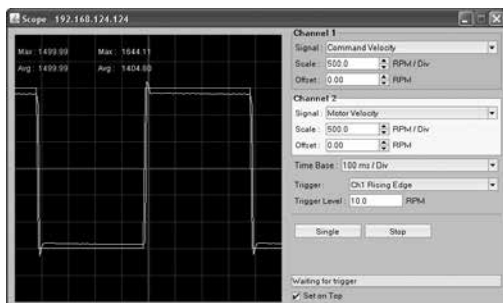 Scope 192.168.124.124
Max : 1499.99 Max : 1644.11
Avg : 1499.99 Avg : 1404.80
Channel 1
Signal : Command Velocity
Scale : 500.0 RPM / Div
Offset : 0.00 RPM
Channel 2
Signal : Motor Velocity
Scale : 500.0 RPM / Div
Offset : 0.00 RPM
Time Base : 100 ms / Div
Trigger : Ch1 Rising Edge
Trigger Level : 10.0 RPM
Single Stop
Waiting for trigger
Set on Top